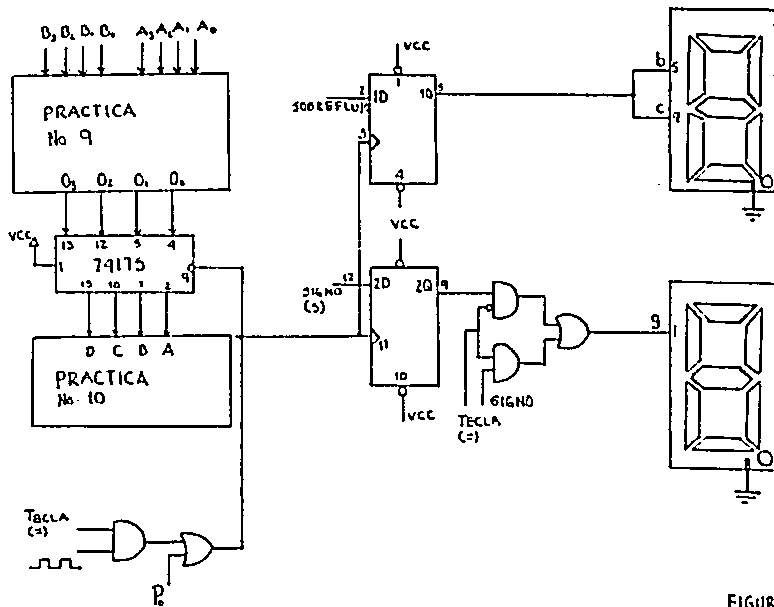 B3 B2 B1 B0 A3 A2 A1 A0
PRACTICA
No 9
O3 O2 O1 O0
13 12 5 4
VCC
1 74175 9
15 10 7 2
D C B A
PRACTICA
No. 10
TECLA
(=)
P0
VCC
1
2 1D 1Q 5
SOBREFLUJO
3
4
VCC
VCC
12 2D 2Q 9
SIGNO
(S)
11
10
VCC
TECLA
(=)
SIGNO
b 5
c 7
g 1
FIGUR